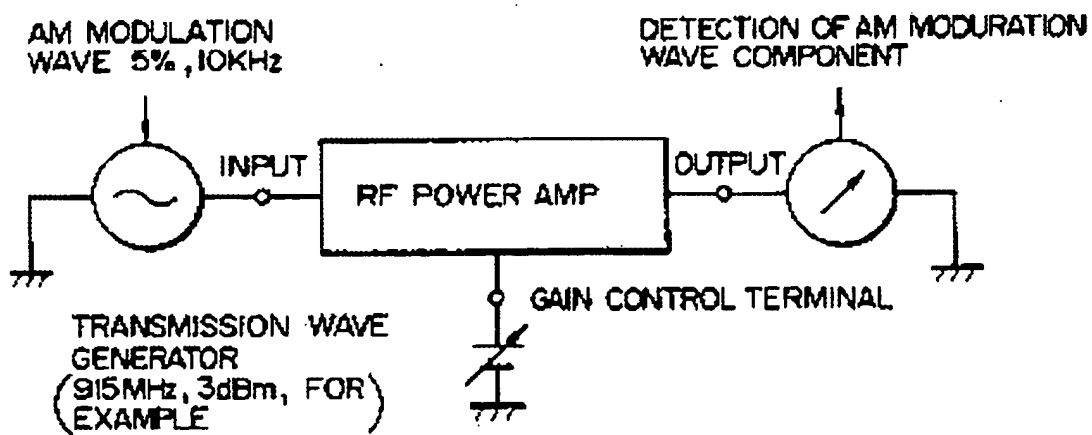 AM MODULATION
WAVE 5%, 10KHz
DETECTION OF AM MODURATION
WAVE COMPONENT
INPUT
RF POWER AMP
OUTPUT
GAIN CONTROL TERMINAL
TRANSMISSION WAVE
GENERATOR
(915MHz, 3dBm, FOR
EXAMPLE)